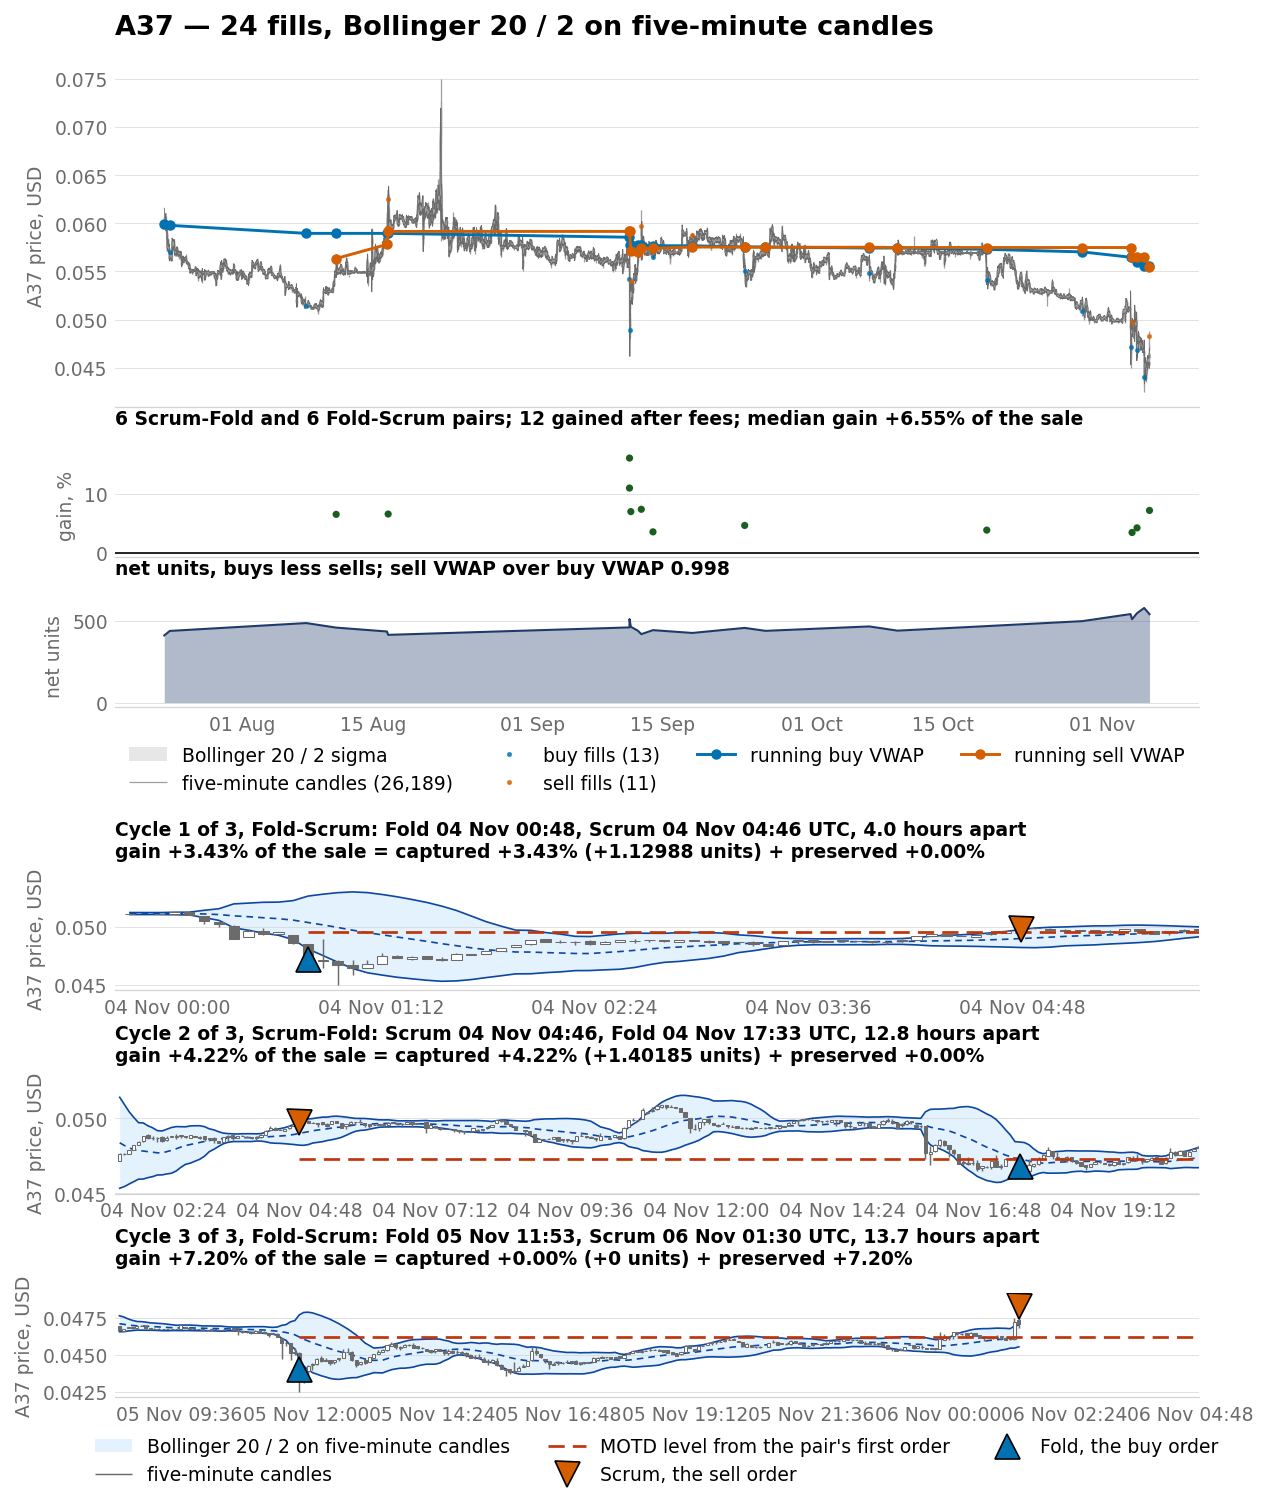 A37 — 24 fills, Bollinger 20 / 2 on five-minute candles
A37 price, USD
0.075
0.070
0.065
0.060
0.055
0.050
0.045
6 Scrum-Fold and 6 Fold-Scrum pairs; 12 gained after fees; median gain +6.55% of the sale
gain, %
10
0
net units, buys less sells; sell VWAP over buy VWAP 0.998
net units
500
0
01 Aug 15 Aug 01 Sep 15 Sep 01 Oct 15 Oct 01 Nov
Bollinger 20 / 2 sigma buy fills (13) running buy VWAP running sell VWAP
five-minute candles (26,189) sell fills (11)
Cycle 1 of 3, Fold-Scrum: Fold 04 Nov 00:48, Scrum 04 Nov 04:46 UTC, 4.0 hours apart
gain +3.43% of the sale = captured +3.43% (+1.12988 units) + preserved +0.00%
A37 price, USD
0.050
0.045
04 Nov 00:00 04 Nov 01:12 04 Nov 02:24 04 Nov 03:36 04 Nov 04:48
Cycle 2 of 3, Scrum-Fold: Scrum 04 Nov 04:46, Fold 04 Nov 17:33 UTC, 12.8 hours apart
gain +4.22% of the sale = captured +4.22% (+1.40185 units) + preserved +0.00%
A37 price, USD
0.050
0.045
04 Nov 02:24 04 Nov 04:48 04 Nov 07:12 04 Nov 09:36 04 Nov 12:00 04 Nov 14:24 04 Nov 16:48 04 Nov 19:12
Cycle 3 of 3, Fold-Scrum: Fold 05 Nov 11:53, Scrum 06 Nov 01:30 UTC, 13.7 hours apart
gain +7.20% of the sale = captured +0.00% (+0 units) + preserved +7.20%
A37 price, USD
0.0475
0.0450
0.0425
05 Nov 09:36 05 Nov 12:00 05 Nov 14:24 05 Nov 16:48 05 Nov 19:12 05 Nov 21:36 06 Nov 00:00 06 Nov 02:24 06 Nov 04:48
Bollinger 20 / 2 on five-minute candles MOTD level from the pair's first order Fold, the buy order
five-minute candles Scrum, the sell order